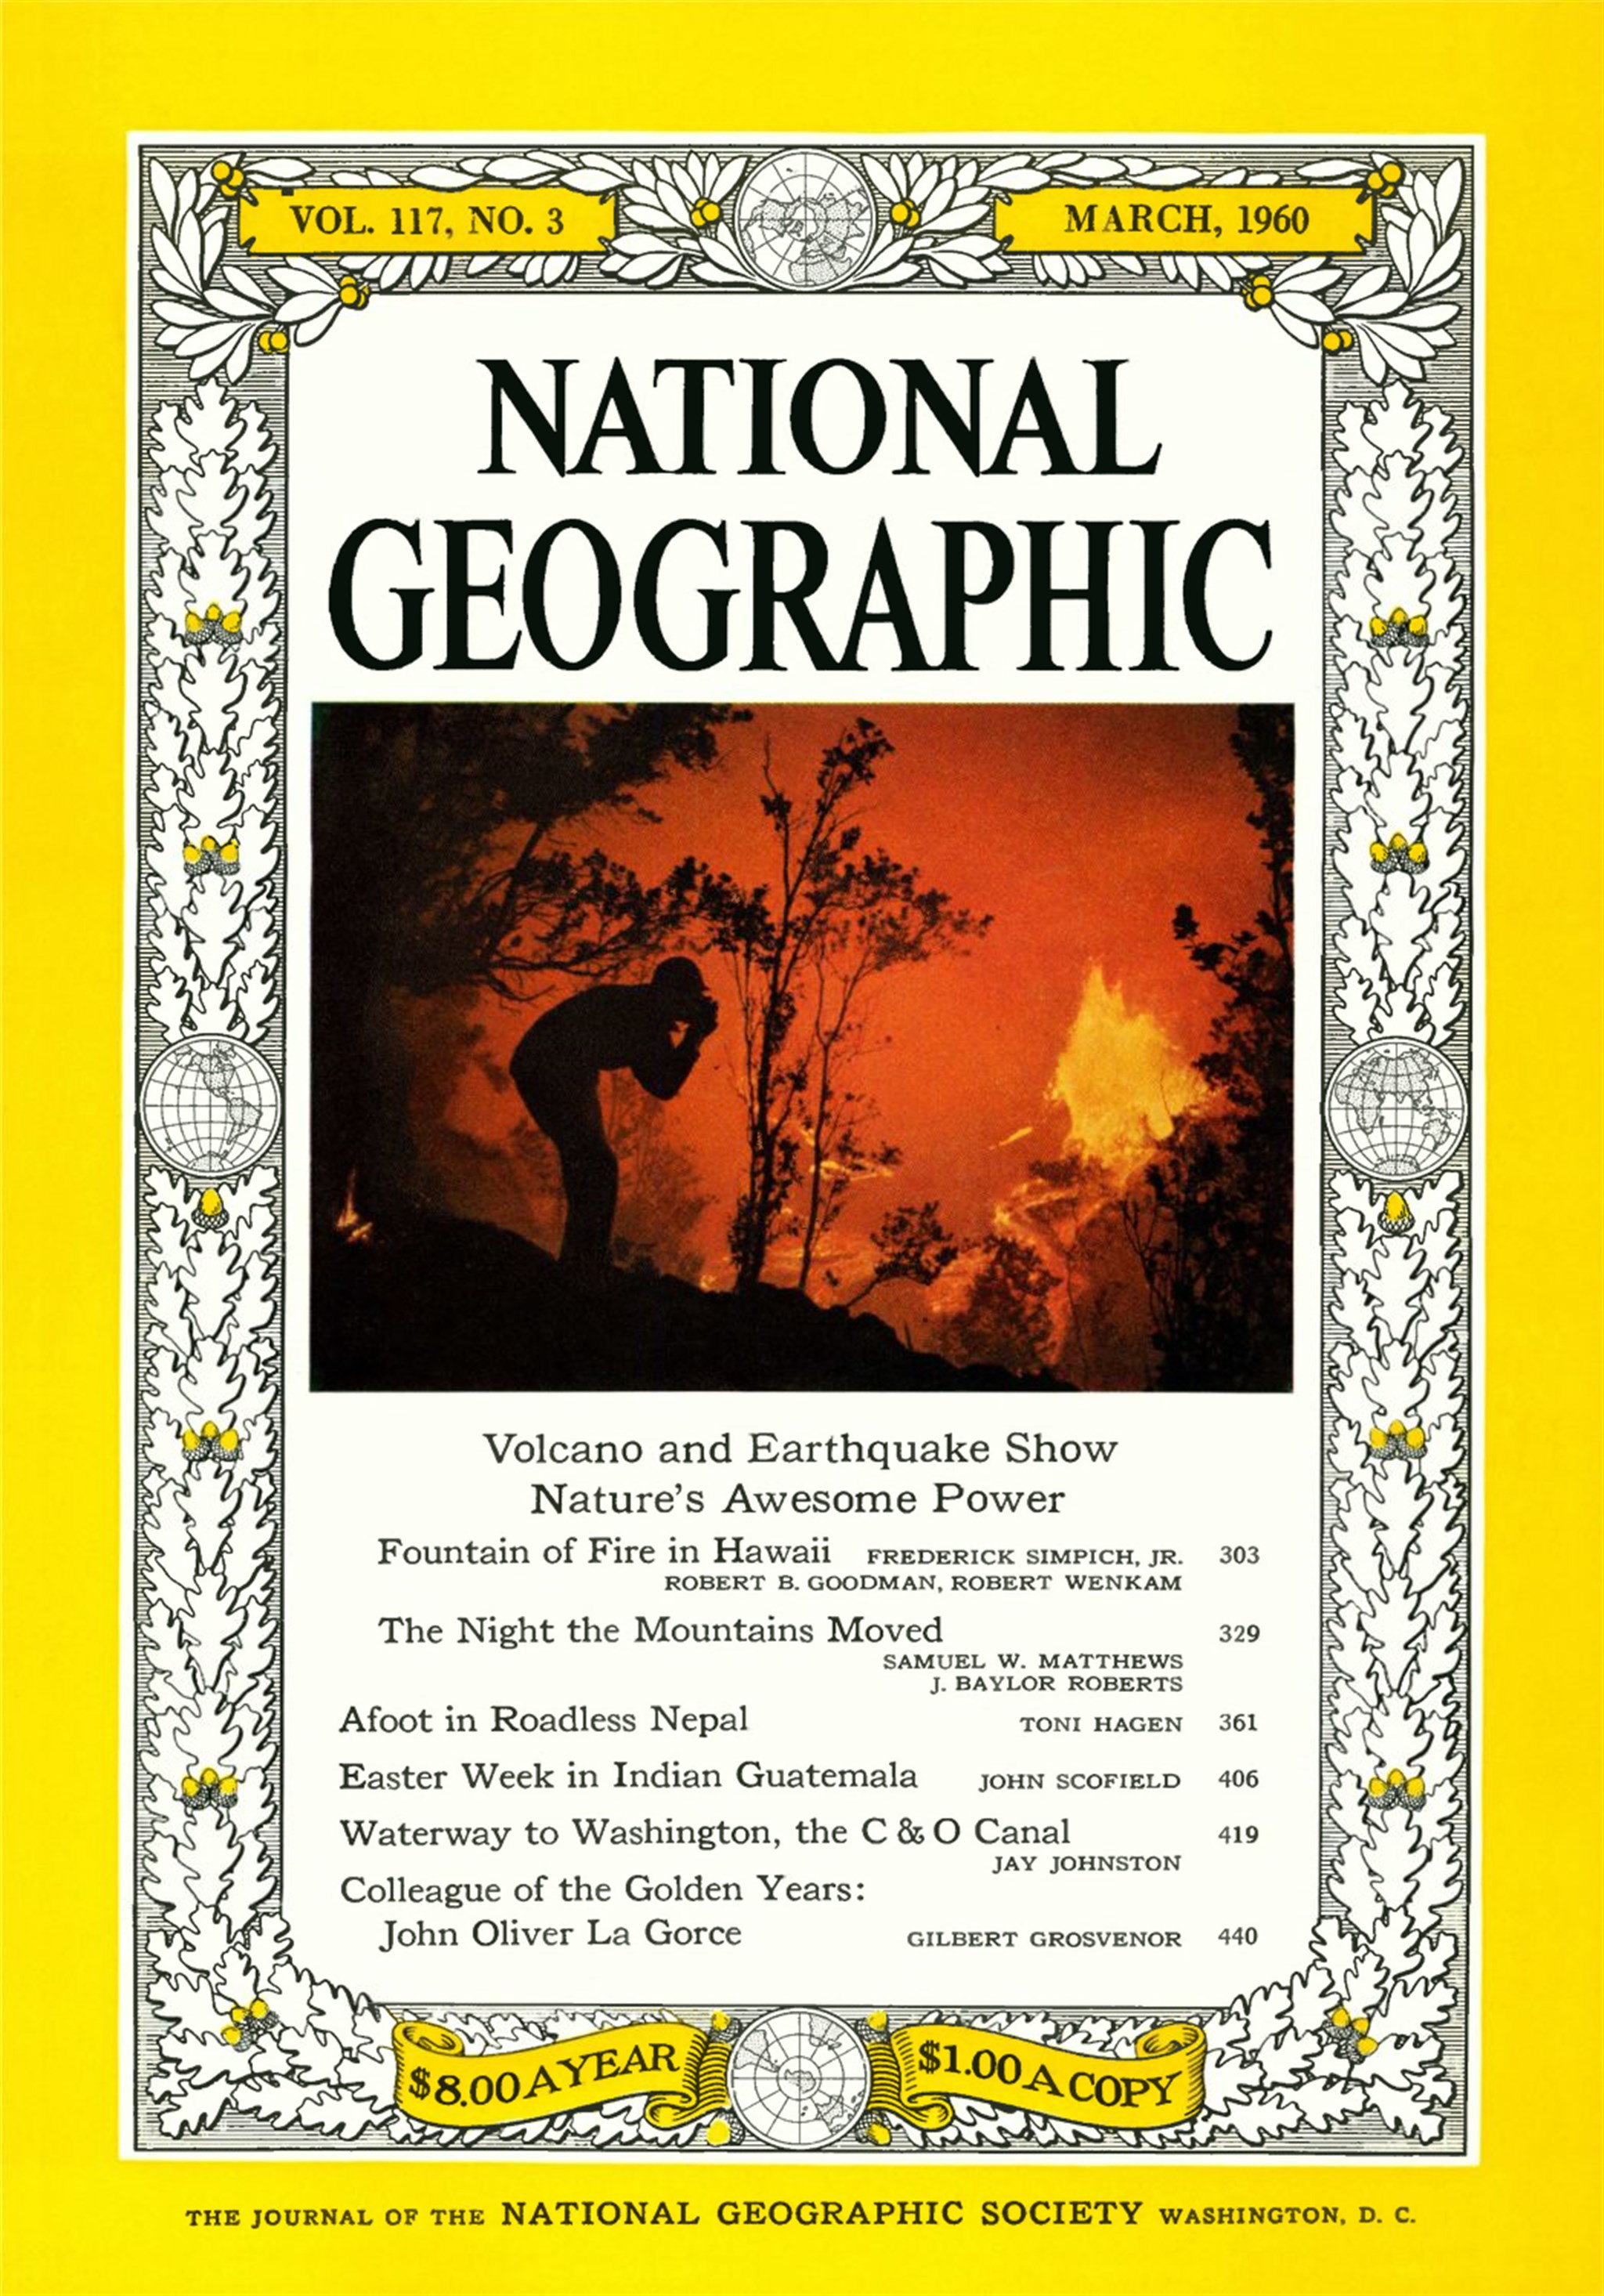 VOL. 117, NO. 3
MARCH, 1960
NATIONAL
GEOGRAPHIC
Volcano and Earthquake Show
Nature's Awesome Power
Fountain of Fire in Hawaii FREDERICK SIMPICH, JR. 303
ROBERT B. GOODMAN, ROBERT WENKAM
The Night the Mountains Moved 329
SAMUEL W. MATTHEWS
J. BAYLOR ROBERTS
Afoot in Roadless Nepal TONI HAGEN 361
Easter Week in Indian Guatemala JOHN SCOFIELD 406
Waterway to Washington, the C & O Canal 419
JAY JOHNSTON
Colleague of the Golden Years:
John Oliver La Gorce GILBERT GROSVENOR 440
$8.00 A YEAR
$1.00 A COPY
THE JOURNAL OF THE NATIONAL GEOGRAPHIC SOCIETY WASHINGTON, D. C.